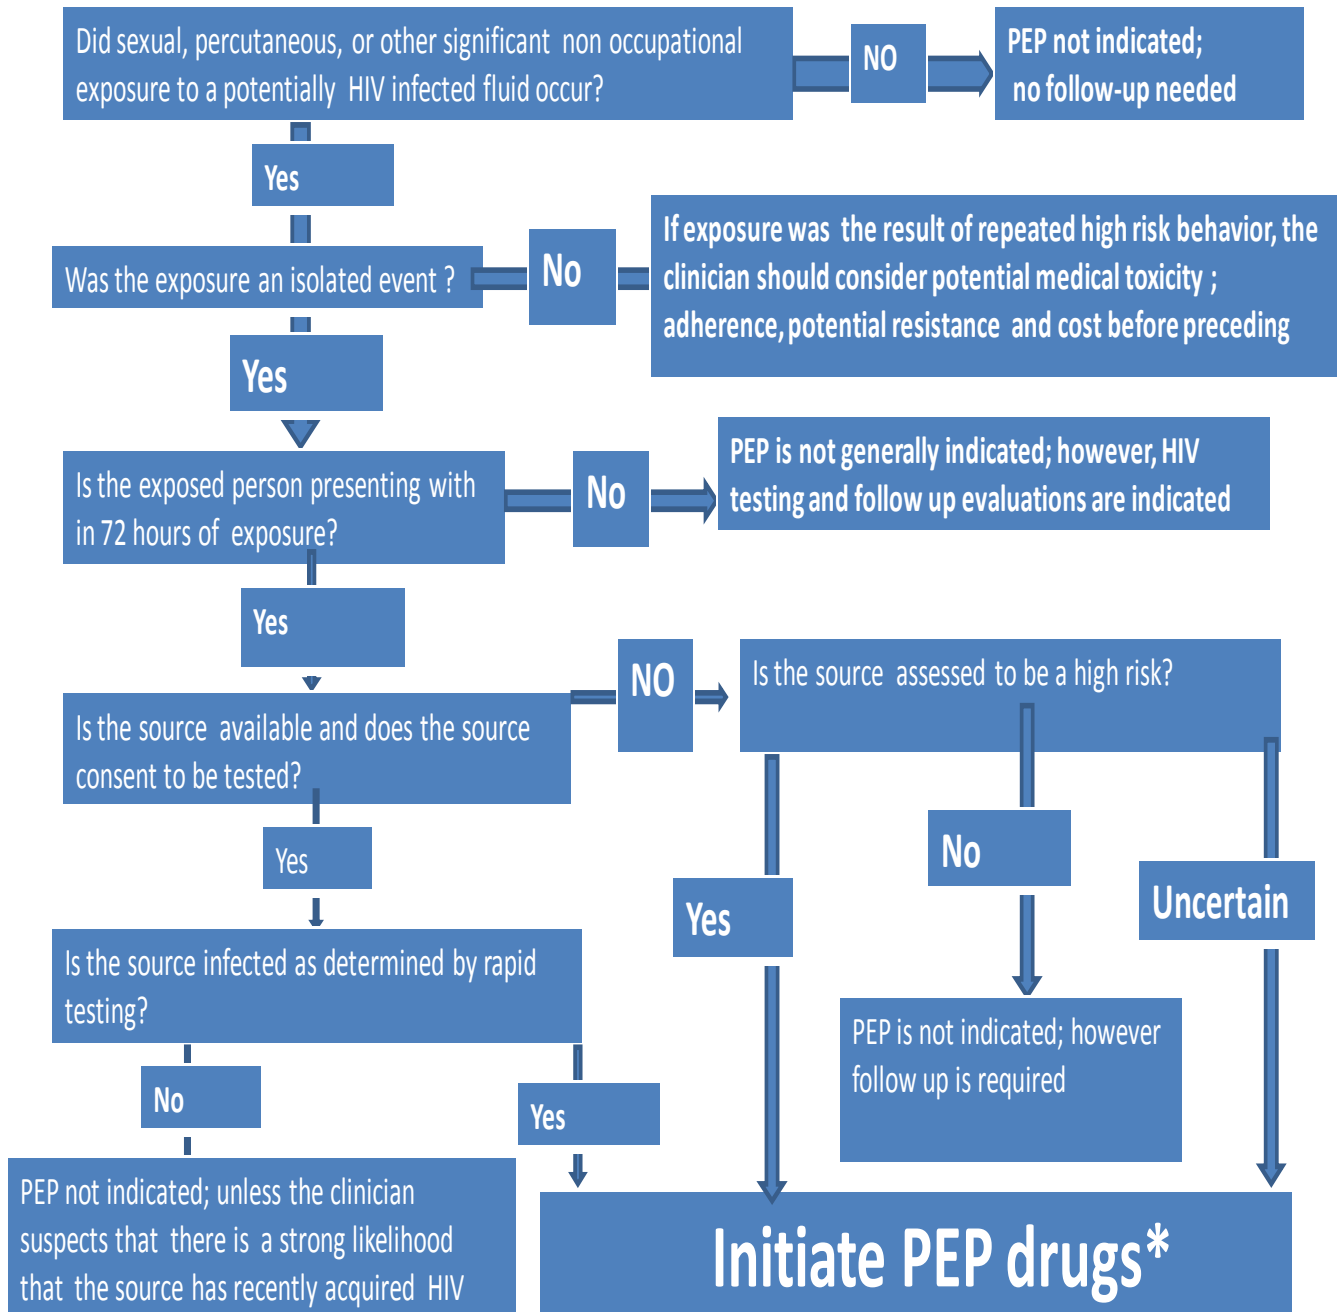 Did sexual, percutaneous, or other significant non occupational
exposure to a potentially HIV infected fluid occur?
NO
PEP not indicated;
no follow-up needed
Yes
Was the exposure an isolated event ?
No
If exposure was the result of repeated high risk behavior, the
clinician should consider potential medical toxicity ;
adherence, potential resistance and cost before preceding
Yes
Is the exposed person presenting with
in 72 hours of exposure?
No
PEP is not generally indicated; however, HIV
testing and follow up evaluations are indicated
Yes
Is the source available and does the source
consent to be tested?
NO
Is the source assessed to be a high risk?
Yes
No
Uncertain
Yes
Is the source infected as determined by rapid
testing?
PEP is not indicated; however
follow up is required
No
Yes
PEP not indicated; unless the clinician
suspects that there is a strong likelihood
that the source has recently acquired HIV
Initiate PEP drugs*